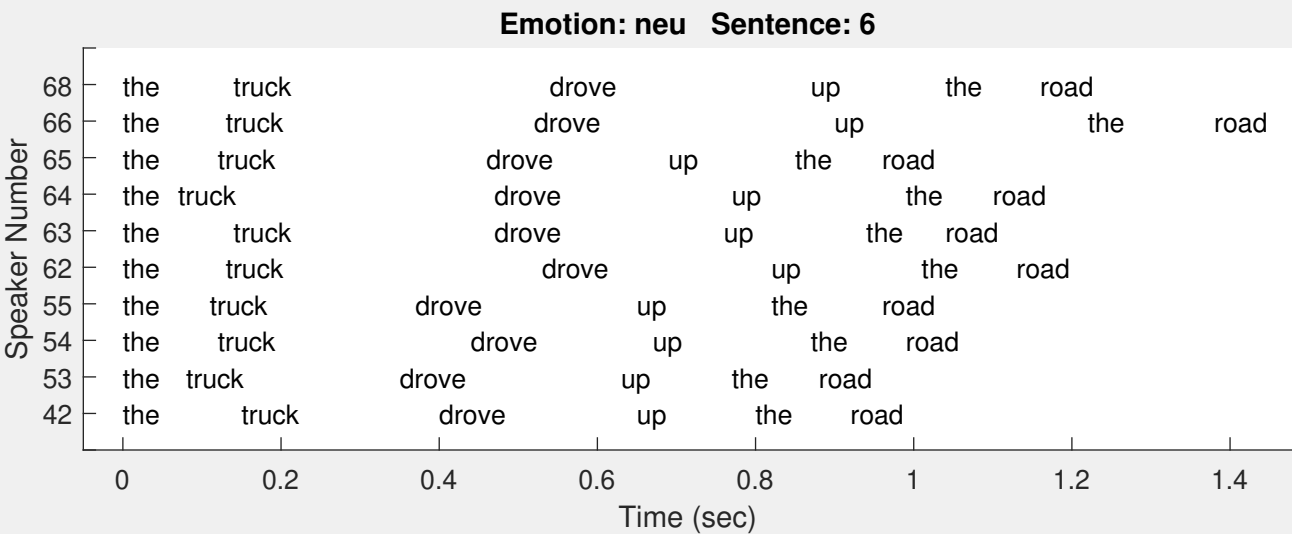 Emotion: neu Sentence: 6
68 the truck drove up the road
66 the truck drove up the road
65 the truck drove up the road
64 the truck drove up the road
63 the truck drove up the road
62 the truck drove up the road
55 the truck drove up the road
54 the truck drove up the road
53 the truck drove up the road
42 the truck drove up the road
Speaker Number
0 0.2 0.4 0.6 0.8 1 1.2 1.4
Time (sec)